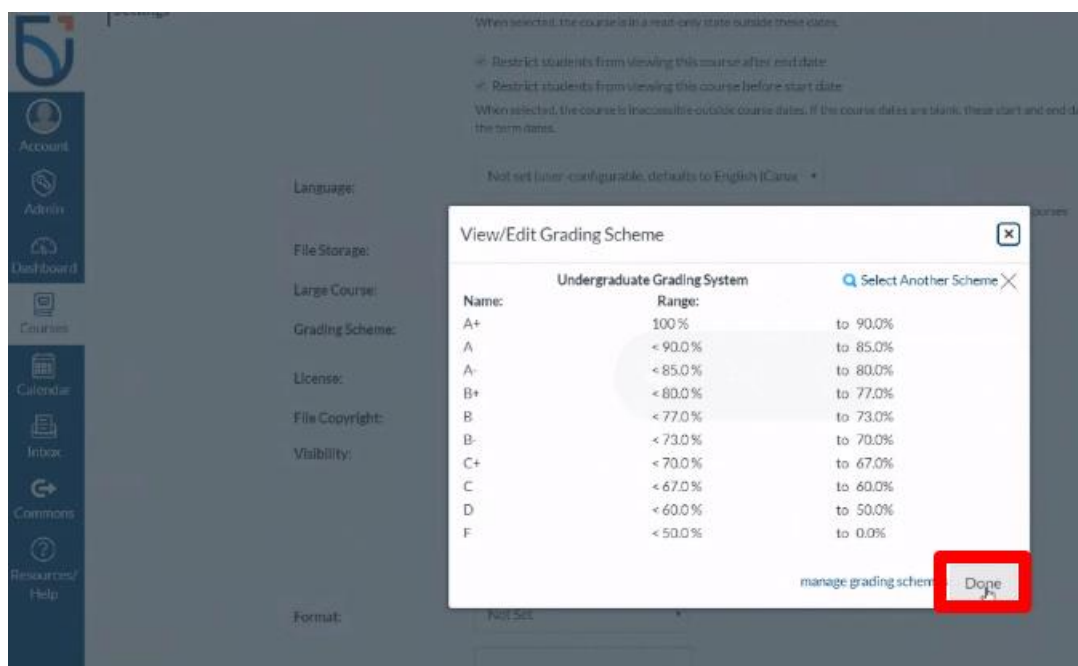 Settings
When selected, the course is in a read-only state outside these dates.
Restrict students from viewing this course after end date
Restrict students from viewing this course before start date
When selected, the course is inaccessible outside course dates. If the course dates are blank, these start and end
the term dates.
Account
Not set (user-configurable, defaults to English
Language:
Admin
View/Edit Grading Scheme
File Storage:
Dashboard
Undergraduate Grading System Select Another Scheme
Large Course:
Name: Range:
Courses
Grading Scheme:
A+ 100 % to 90.0%
A < 90.0 % to 85.0%
A- < 85.0 % to 80.0%
License:
Calendar
B+ < 80.0 % to 77.0%
File Copyright:
B < 77.0 % to 73.0%
B- < 73.0 % to 70.0%
Inbox
Visibility:
C+ < 70.0 % to 67.0%
C < 67.0 % to 60.0%
Commons
D < 60.0 % to 50.0%
F < 50.0 % to 0.0%
Resources/
Help
manage grading schem Done
Format:
Not Set